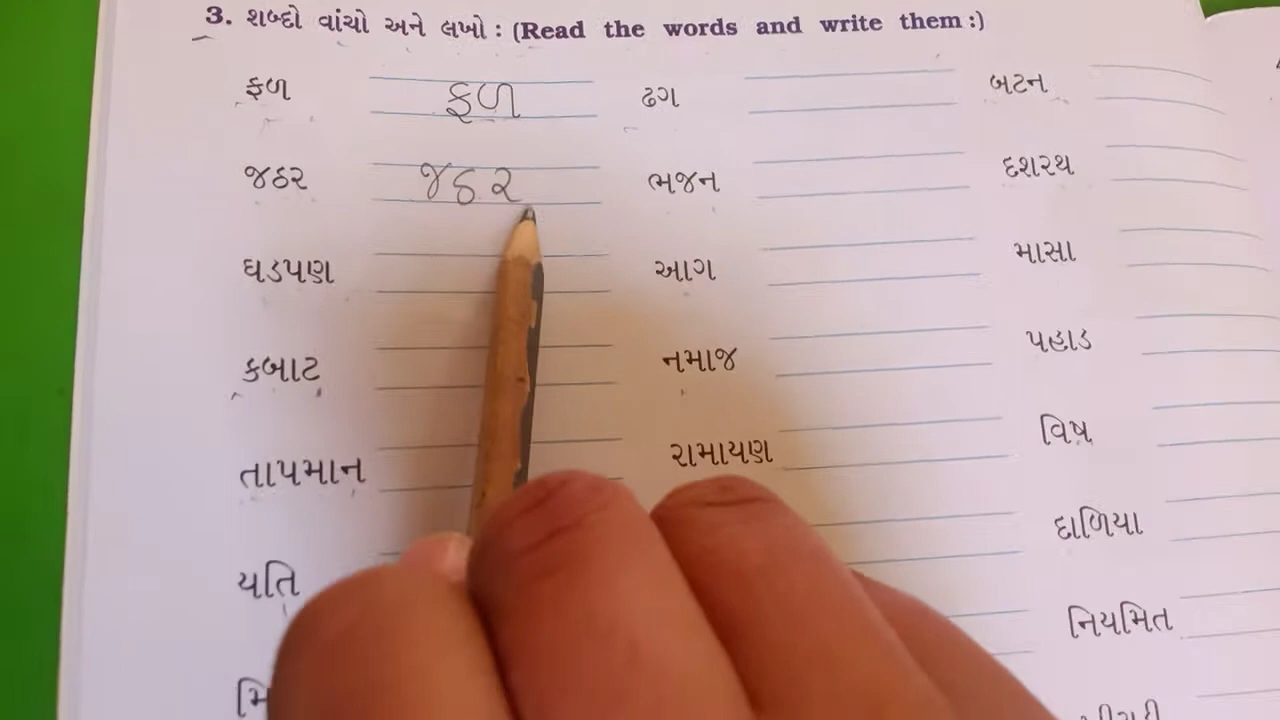 3. શબ્દો વાંચો અને લખો : (Read the words and write them :)
ફળ ફળ ઢગ બટન
જઠર જઠર ભજન દશરથ
ઘડપણ આગ માસા
કબાટ નમાજ પહાડ
તાપમાન રામાયણ વિષ
યતિ દાળિયા
નિયમિત